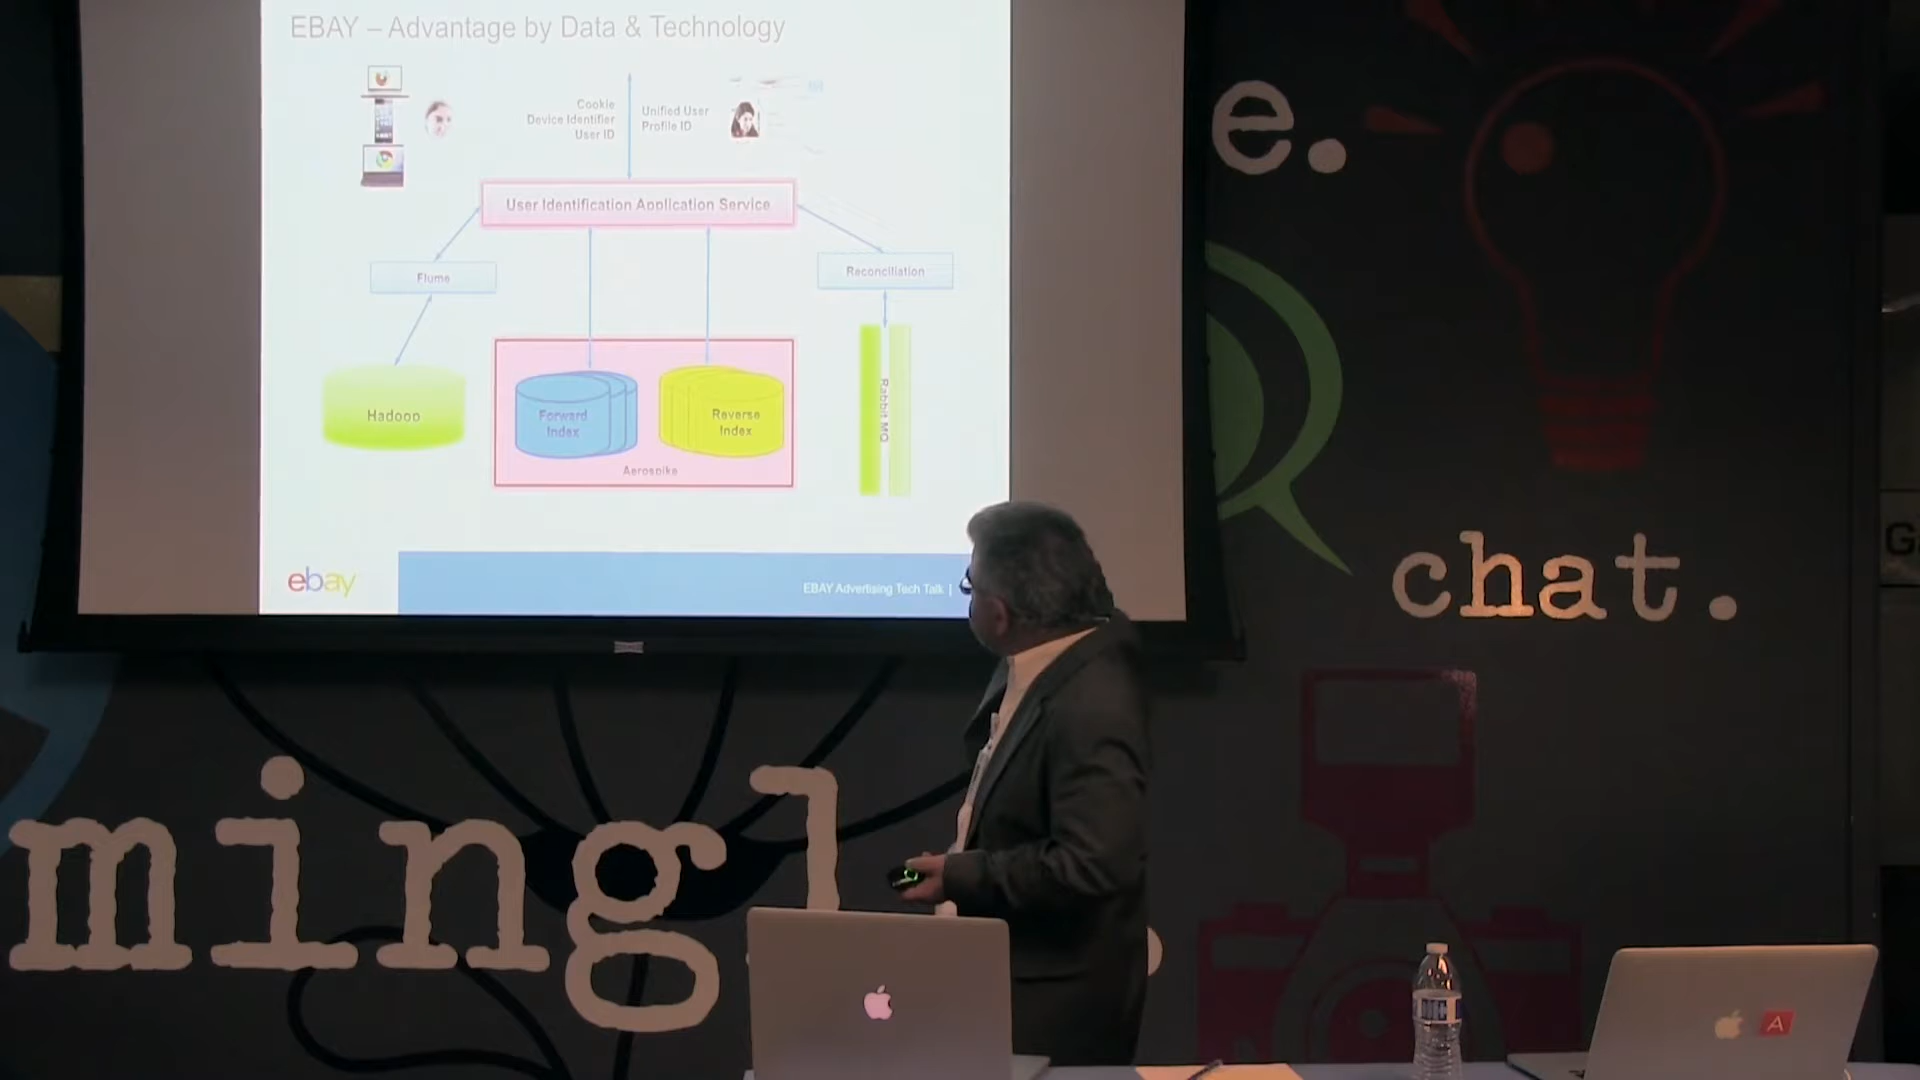 EBAY – Advantage by Data & Technology
Cookie
Device Identifier
User ID
Unified User
Profile ID
User Identification Application Service
Flume
Reconciliation
Hadoop
Forward
Index
Reverse
Index
Aerospike
Rabbit MQ
ebay
EBAY Advertising Tech Talk |
e.
chat.
mingl
G
A